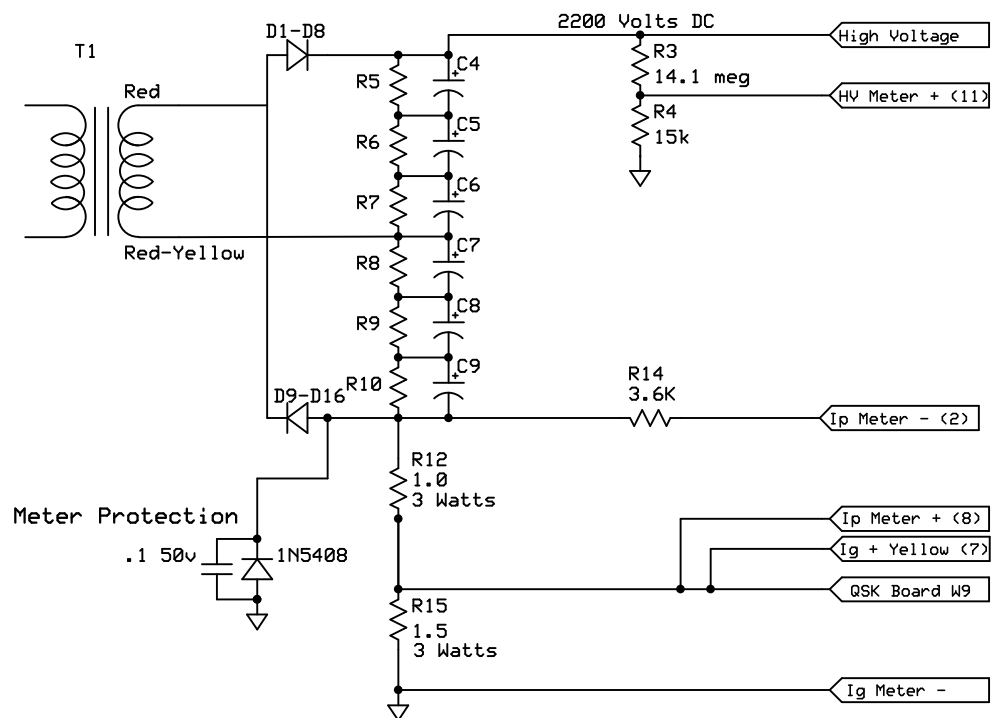 2200 Volts DC
D1-D8
High Voltage
T1
C4
R3
14.1 meg
R5
Red
HV Meter + (11)
R4
15k
C5
R6
C6
R7
Red-Yellow
C7
R8
C8
R9
C9
R14
3.6K
D9-D16
R10
Ip Meter - (2)
R12
1.0
3 Watts
Meter Protection
Ip Meter + (8)
.1 50v
1N5408
Ig + Yellow (7)
QSK Board W9
R15
1.5
3 Watts
Ig Meter -
+
+
+
+
+
+